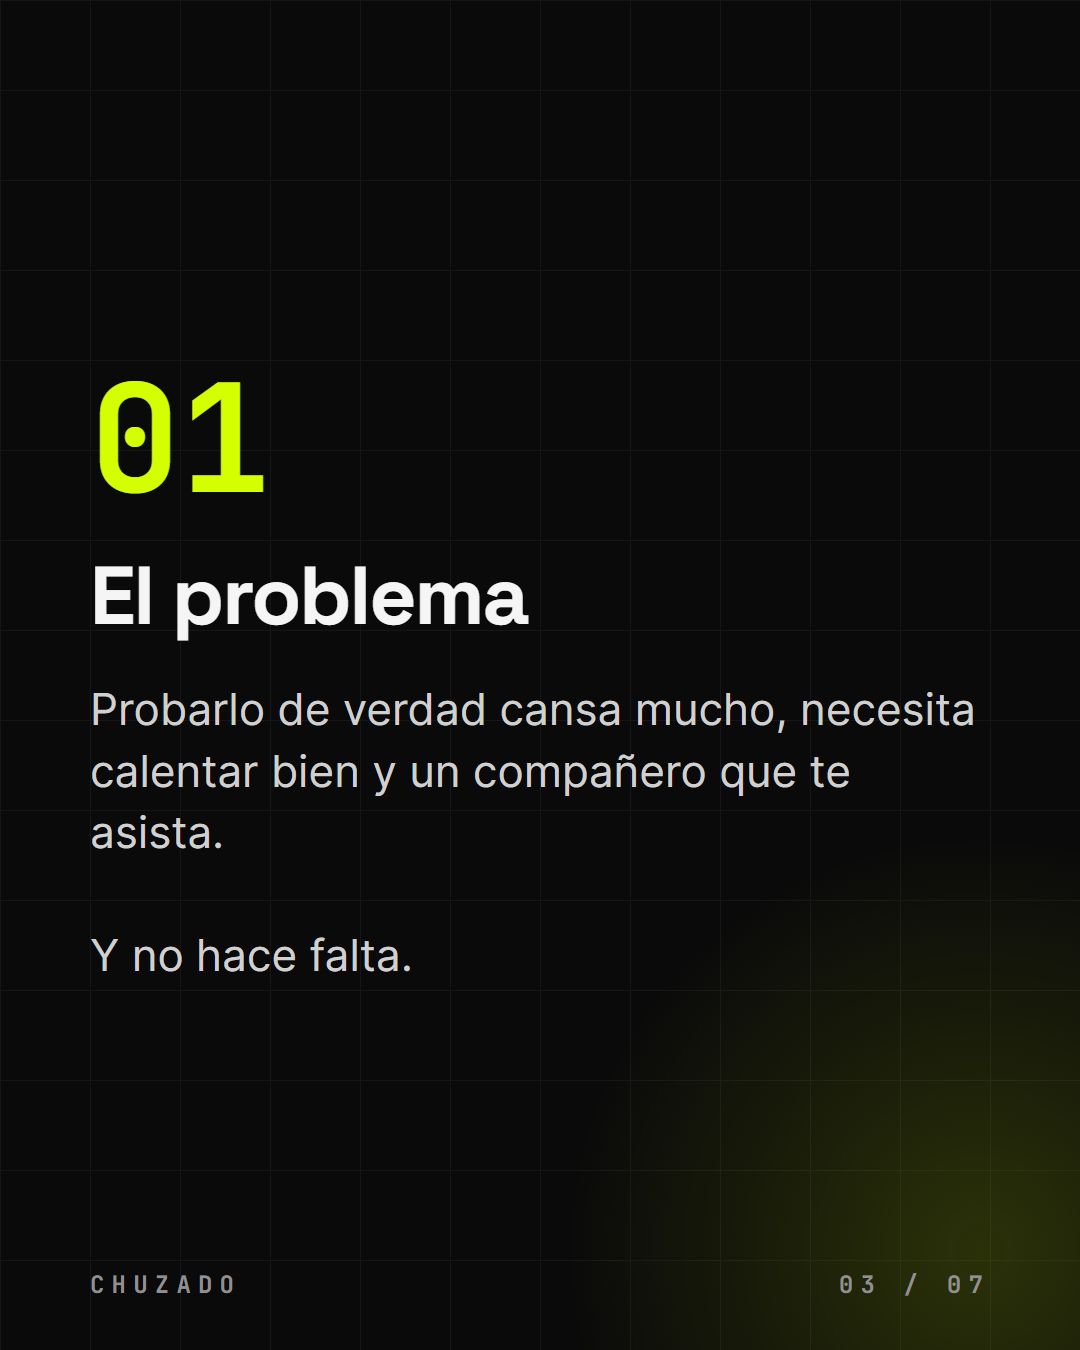 01
El problema
Probarlo de verdad cansa mucho, necesita
calentar bien y un compañero que te
asista.
Y no hace falta.
CHUZADO
03 / 07